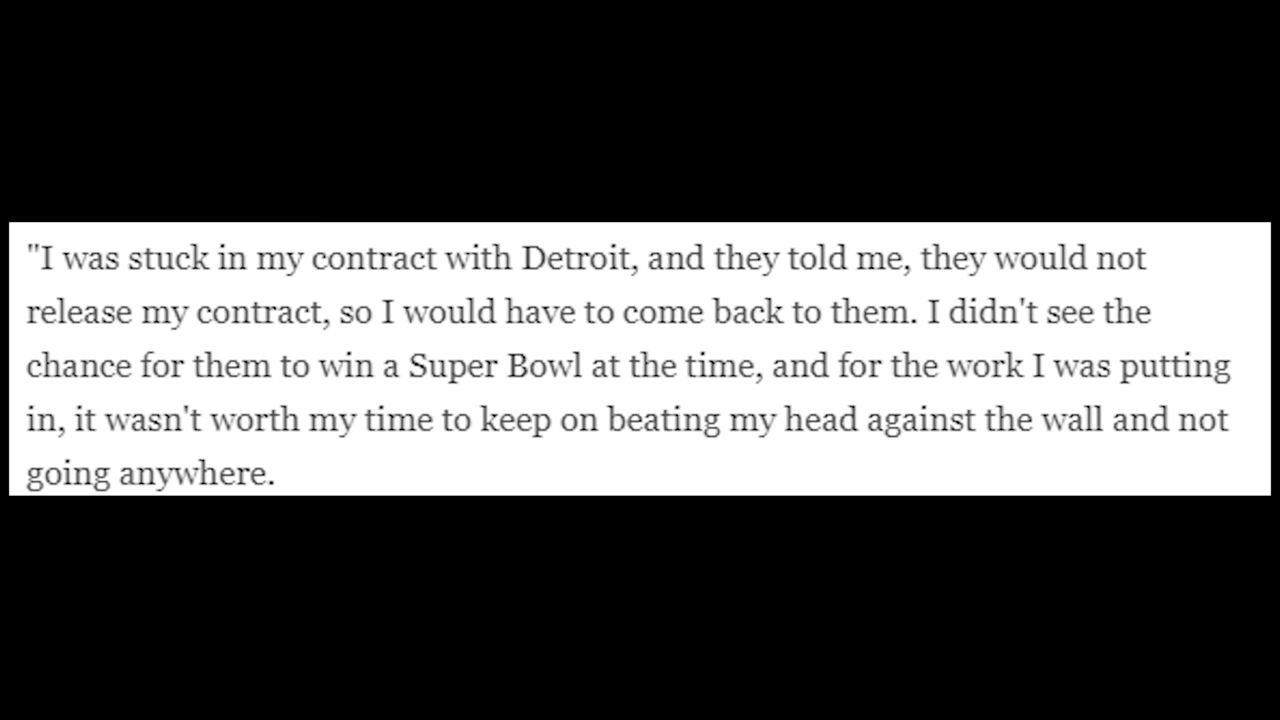 "I was stuck in my contract with Detroit, and they told me, they would not
release my contract, so I would have to come back to them. I didn't see the
chance for them to win a Super Bowl at the time, and for the work I was putting
in, it wasn't worth my time to keep on beating my head against the wall and not
going anywhere.